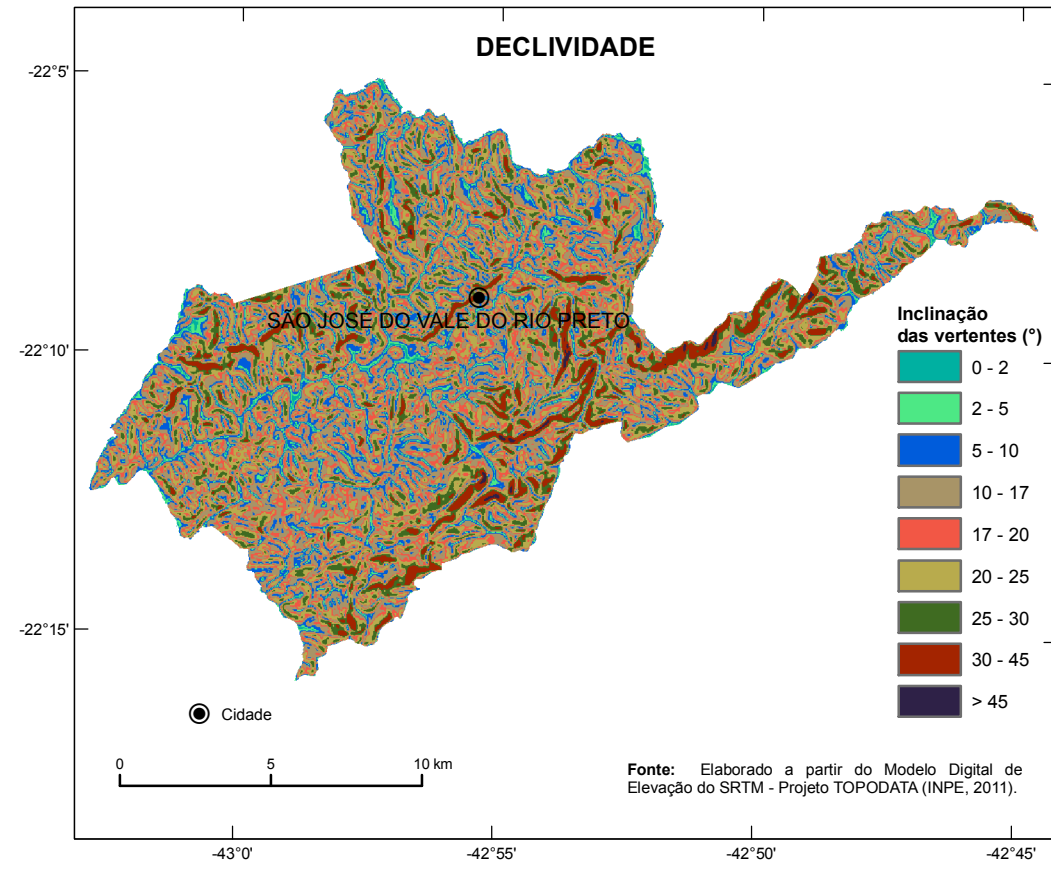 DECLIVIDADE
-22°5'
SÃO JOSÉ DO VALE DO RIO PRETO
Inclinação
das vertentes (°)
-22°10'
0 - 2
2 - 5
5 - 10
10 - 17
17 - 20
20 - 25
25 - 30
-22°15'
30 - 45
> 45
Cidade
0 5 10 km
Fonte: Elaborado a partir do Modelo Digital de
Elevação do SRTM - Projeto TOPODATA (INPE, 2011).
-43°0' -42°55' -42°50' -42°45'